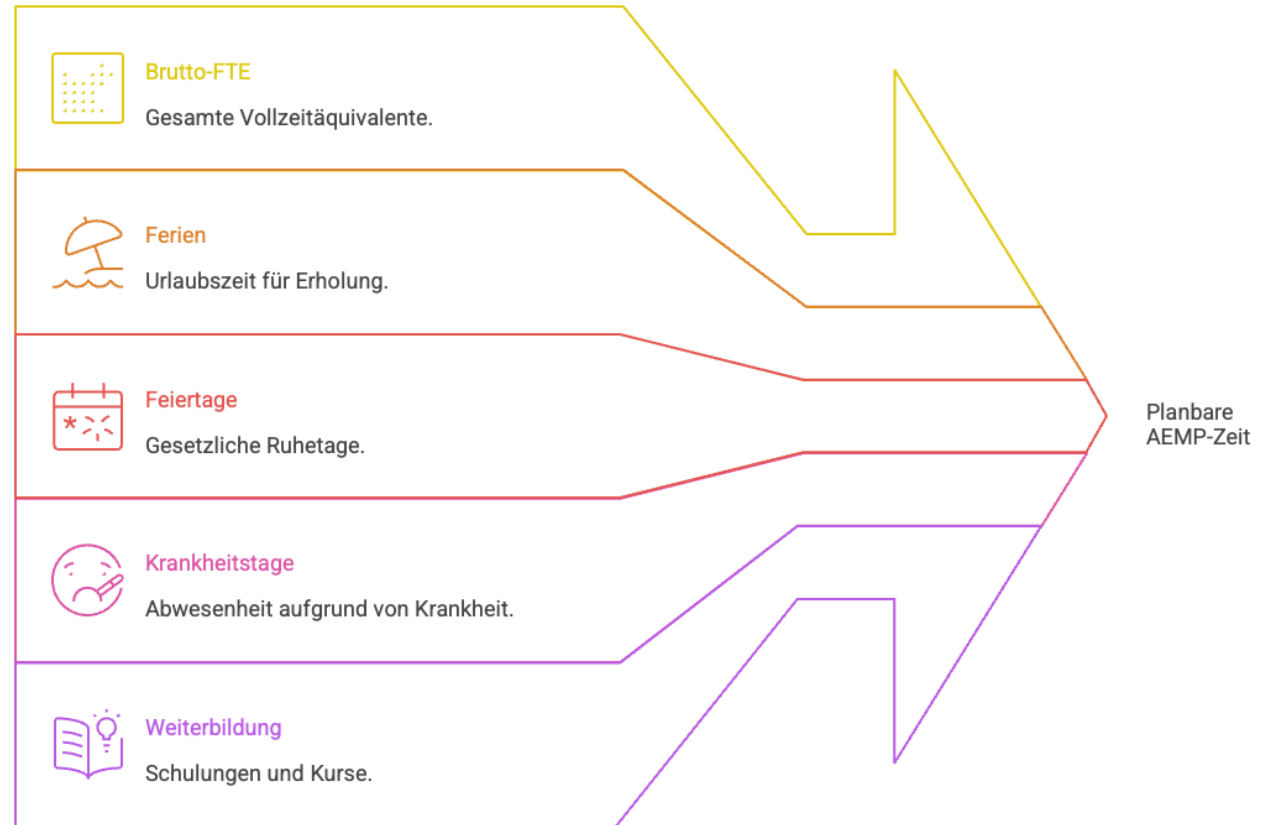 Brutto-FTE
Gesamte Vollzeitäquivalente.
Ferien
Urlaubszeit für Erholung.
Feiertage
Gesetzliche Ruhetage.
Planbare
AEMP-Zeit
Krankheitstage
Abwesenheit aufgrund von Krankheit.
Weiterbildung
Schulungen und Kurse.